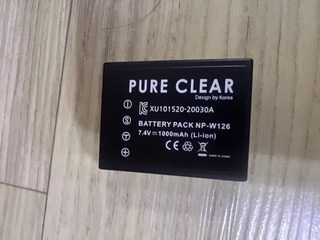 PURE CLEAR
Design by Korea
XU101520-20030A
BATTERY PACK NP-W126
7.4V⎓1000mAh (Li-ion)
MADE IN CHINA